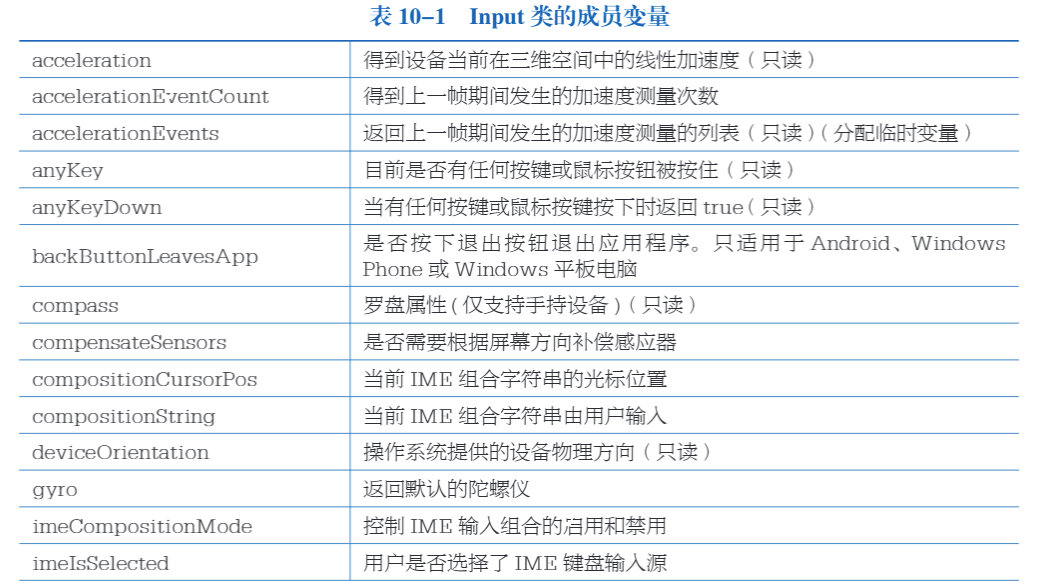 表 10-1 Input 类的成员变量
acceleration 得到设备当前在三维空间中的线性加速度（只读）
accelerationEventCount 得到上一帧期间发生的加速度测量次数
accelerationEvents 返回上一帧期间发生的加速度测量的列表（只读）（分配临时变量）
anyKey 目前是否有任何按键或鼠标按钮被按住（只读）
anyKeyDown 当有任何按键或鼠标按键按下时返回 true（只读）
backButtonLeavesApp 是否按下退出按钮退出应用程序。只适用于 Android、Windows
Phone 或 Windows 平板电脑
compass 罗盘属性(仅支持手持设备)（只读）
compensateSensors 是否需要根据屏幕方向补偿感应器
compositionCursorPos 当前 IME 组合字符串的光标位置
compositionString 当前 IME 组合字符串由用户输入
deviceOrientation 操作系统提供的设备物理方向（只读）
gyro 返回默认的陀螺仪
imeCompositionMode 控制 IME 输入组合的启用和禁用
imeIsSelected 用户是否选择了 IME 键盘输入源